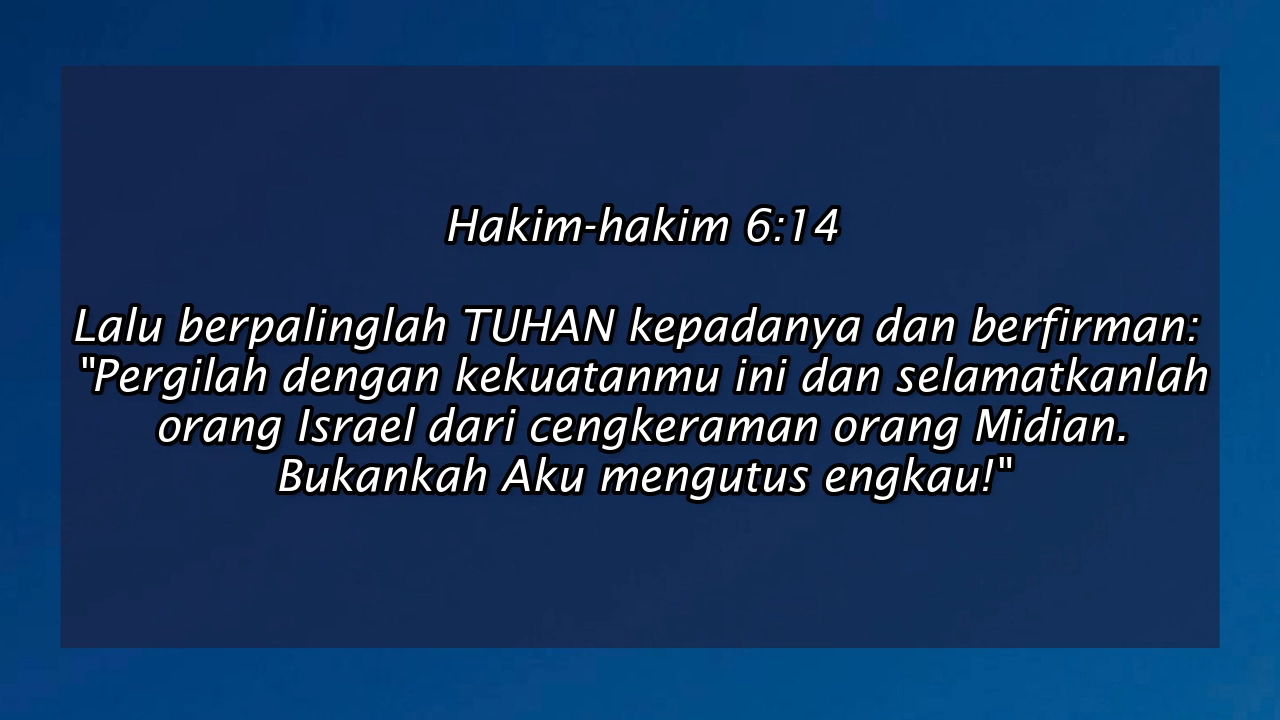 Hakim-hakim 6:14
Lalu berpalinglah TUHAN kepadanya dan berfirman:
"Pergilah dengan kekuatanmu ini dan selamatkanlah
orang Israel dari cengkeraman orang Midian.
Bukankah Aku mengutus engkau!"